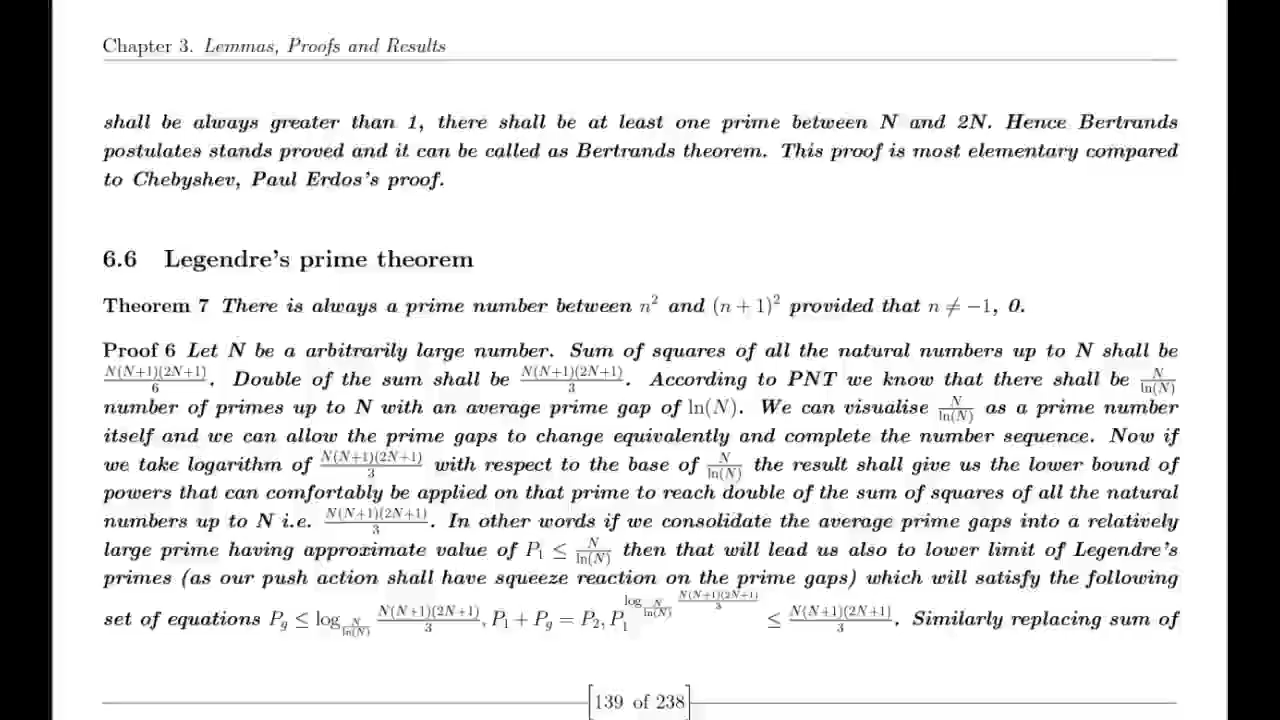 Chapter 3. Lemmas, Proofs and Results
shall be always greater than 1, there shall be at least one prime between N and 2N. Hence Bertrands
postulates stands proved and it can be called as Bertrands theorem. This proof is most elementary compared
to Chebyshev, Paul Erdos's proof.
6.6 Legendre's prime theorem
Theorem 7 There is always a prime number between n² and (n + 1)² provided that n ≠ −1, 0.
Proof 6 Let N be a arbitrarily large number. Sum of squares of all the natural numbers up to N shall be
N(N+1)(2N+1)/6. Double of the sum shall be N(N+1)(2N+1)/3. According to PNT we know that there shall be N/ln(N)
number of primes up to N with an average prime gap of ln(N). We can visualise N/ln(N) as a prime number
itself and we can allow the prime gaps to change equivalently and complete the number sequence. Now if
we take logarithm of N(N+1)(2N+1)/3 with respect to the base of N/ln(N) the result shall give us the lower bound of
powers that can comfortably be applied on that prime to reach double of the sum of squares of all the natural
numbers up to N i.e. N(N+1)(2N+1)/3. In other words if we consolidate the average prime gaps into a relatively
large prime having approximate value of P₁ ≤ N/ln(N) then that will lead us also to lower limit of Legendre's
primes (as our push action shall have squeeze reaction on the prime gaps) which will satisfy the following
set of equations P_g ≤ log_{N/ln(N)} N(N+1)(2N+1)/3, P₁ + P_g = P₂, P₁^{log_{N/ln(N)} N(N+1)(2N+1)/3} ≤ N(N+1)(2N+1)/3. Similarly replacing sum of
[139 of 238]